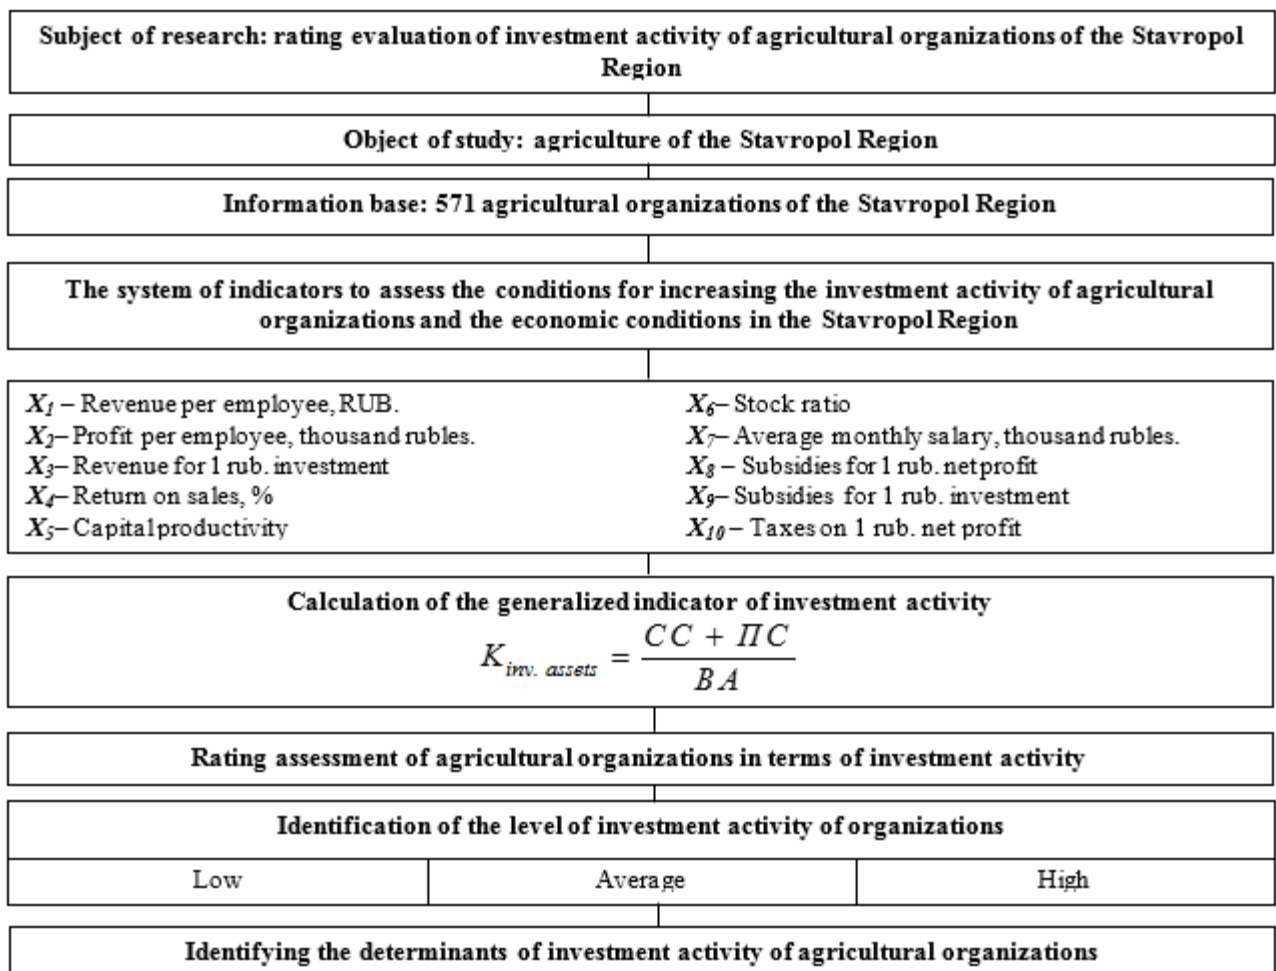 Subject of research: rating evaluation of investment activity of agricultural organizations of the Stavropol
Region
Object of study: agriculture of the Stavropol Region
Information base: 571 agricultural organizations of the Stavropol Region
The system of indicators to assess the conditions for increasing the investment activity of agricultural
organizations and the economic conditions in the Stavropol Region
X1 – Revenue per employee, RUB.
X2– Profit per employee, thousand rubles.
X3– Revenue for 1 rub. investment
X4– Return on sales, %
X5– Capital productivity
X6– Stock ratio
X7– Average monthly salary, thousand rubles.
X8 – Subsidies for 1 rub. net profit
X9– Subsidies for 1 rub. investment
X10 – Taxes on 1 rub. net profit
Calculation of the generalized indicator of investment activity
K inv. assets = (CC + ПC) / BA
Rating assessment of agricultural organizations in terms of investment activity
Identification of the level of investment activity of organizations
Low Average High
Identifying the determinants of investment activity of agricultural organizations